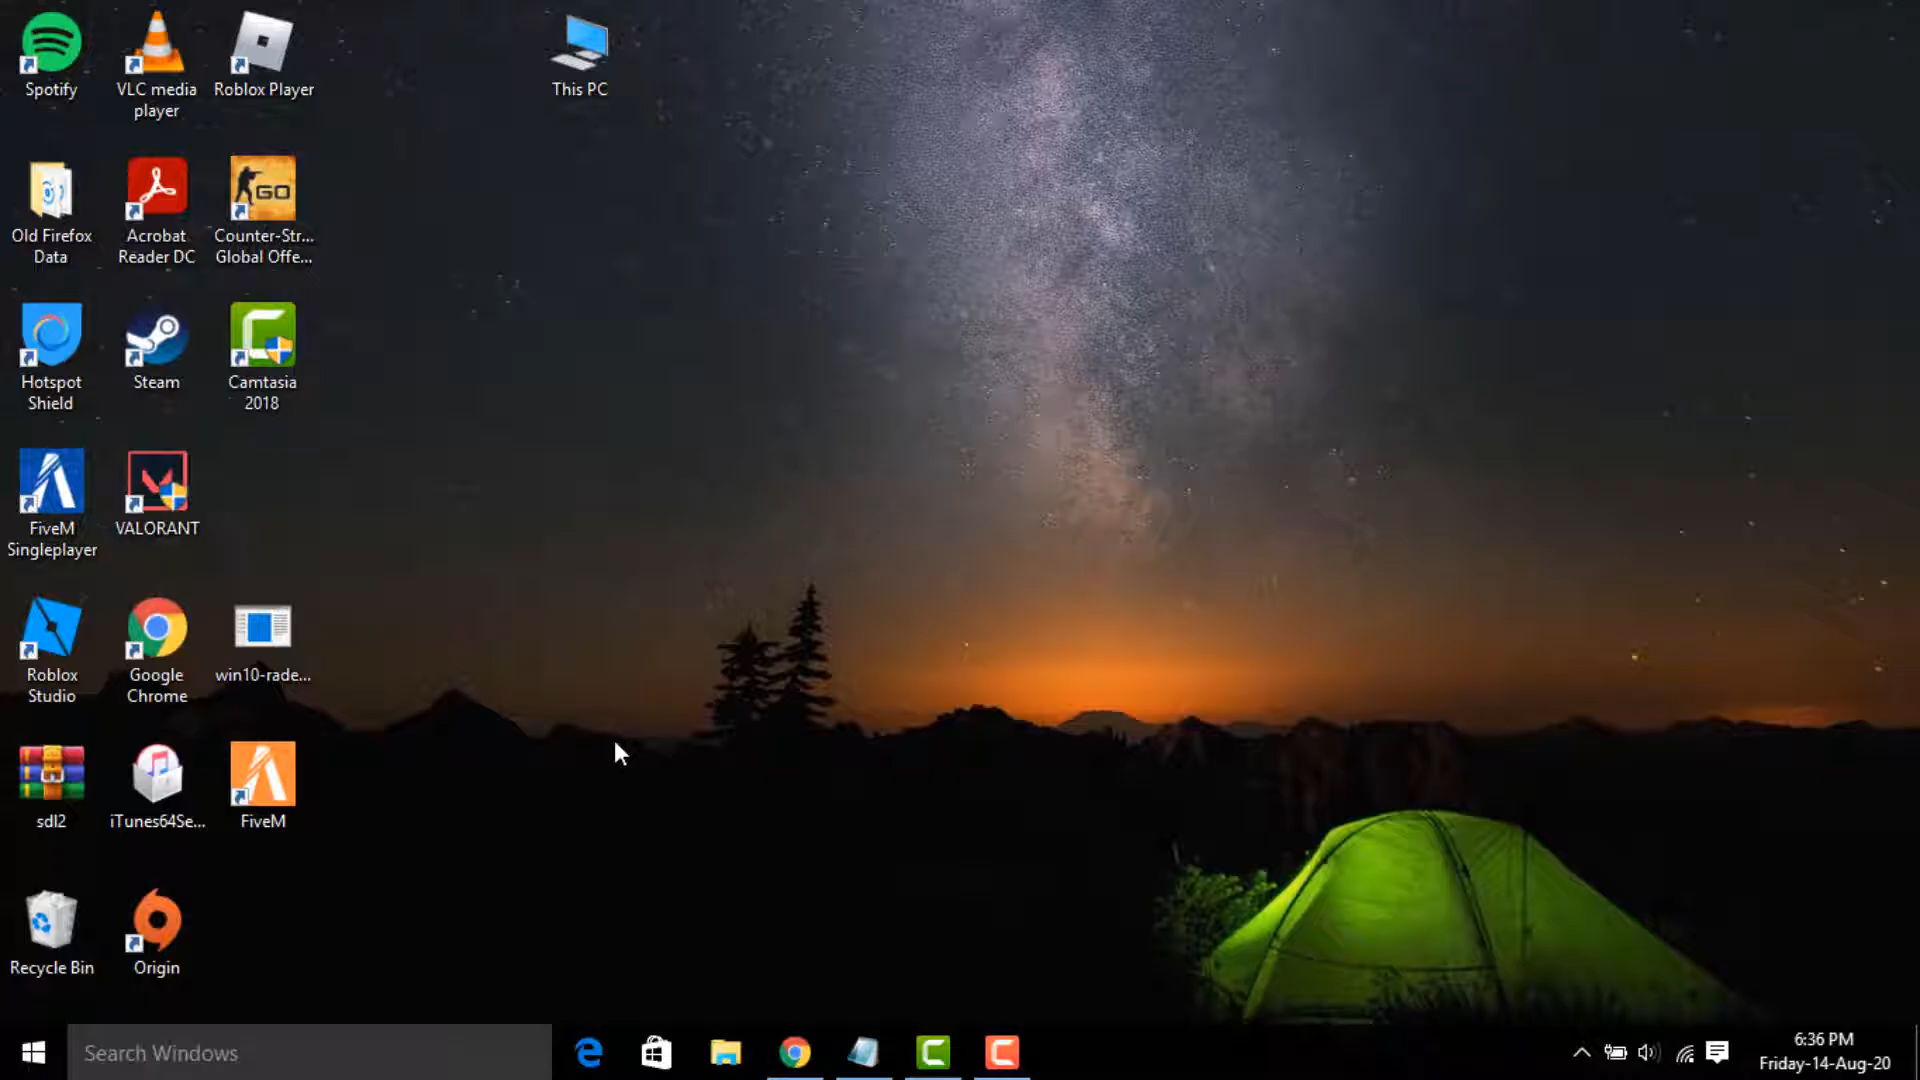 Spotify
VLC media
player
Roblox Player
This PC
Old Firefox
Data
Acrobat
Reader DC
GO
Counter-Str...
Global Offe...
Hotspot
Shield
Steam
Camtasia
2018
FiveM
Singleplayer
VALORANT
Roblox
Studio
Google
Chrome
win10-rade...
sdl2
iTunes64Se...
FiveM
Recycle Bin
Origin
Search Windows
6:36 PM
Friday-14-Aug-20